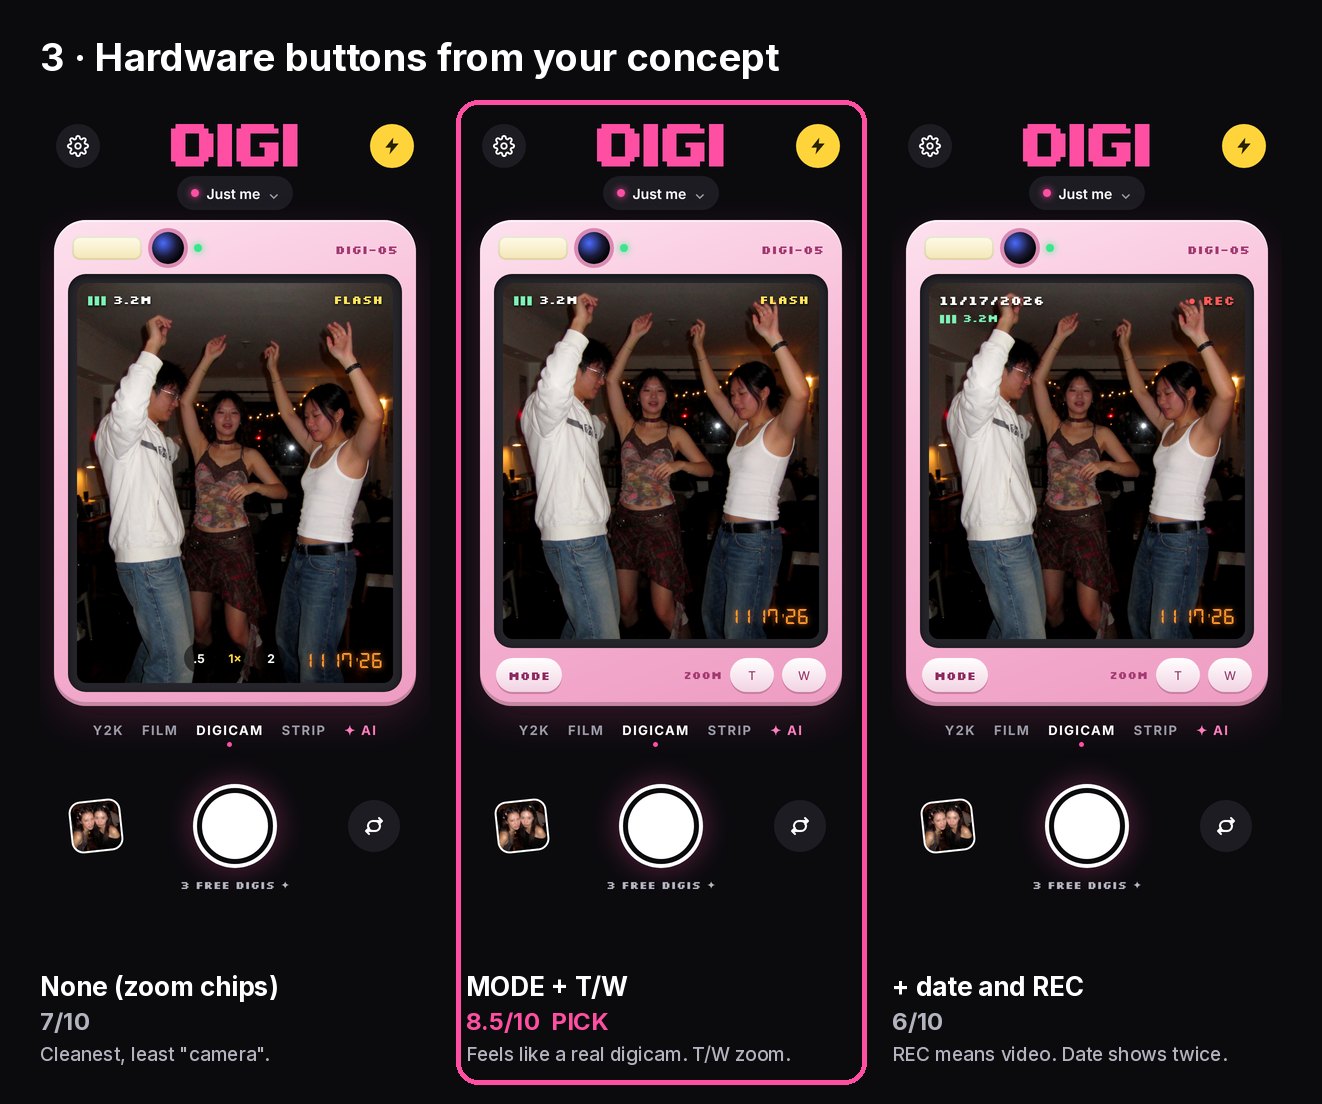 3 · Hardware buttons from your concept
DIGI
Just me
DIGI-05
3.2M FLASH
.5 1× 2 11 17'26
Y2K FILM DIGICAM STRIP ✦ AI
3 FREE DIGIS ✦
None (zoom chips)
7/10
Cleanest, least "camera".
DIGI
Just me
DIGI-05
3.2M FLASH
11 17'26
MODE ZOOM T W
Y2K FILM DIGICAM STRIP ✦ AI
3 FREE DIGIS ✦
MODE + T/W
8.5/10 PICK
Feels like a real digicam. T/W zoom.
DIGI
Just me
DIGI-05
11/17/2026 • REC
3.2M
11 17'26
MODE ZOOM T W
Y2K FILM DIGICAM STRIP ✦ AI
3 FREE DIGIS ✦
+ date and REC
6/10
REC means video. Date shows twice.